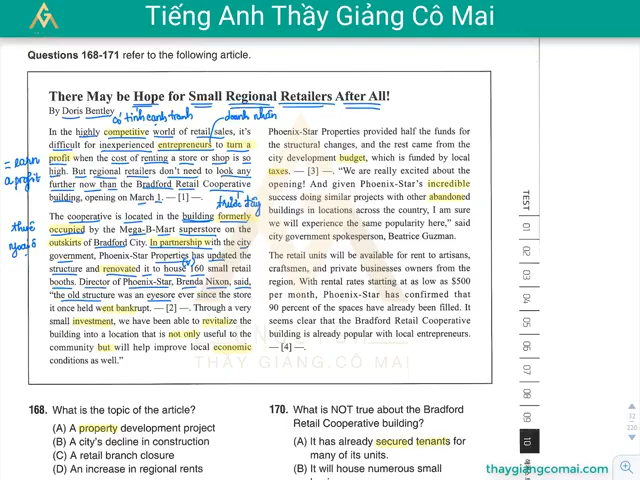 Tiếng Anh Thầy Giảng Cô Mai
Questions 168-171 refer to the following article.
There May be Hope for Small Regional Retailers After All!
By Doris Bentley
có tính cạnh tranh
doanh nhân
In the highly competitive world of retail sales, it's
difficult for inexperienced entrepreneurs to turn a
profit when the cost of renting a store or shop is so
high. But regional retailers don't need to look any
further now than the Bradford Retail Cooperative
building, opening on March 1. — [1] —.
= earn
a profit
trước đây
The cooperative is located in the building formerly
occupied by the Mega-B-Mart superstore on the
outskirts of Bradford City. In partnership with the city
government, Phoenix-Star Properties has updated the
structure and renovated it to house 160 small retail
booths. Director of Phoenix-Star, Brenda Nixon, said,
"the old structure was an eyesore ever since the store
it once held went bankrupt. — [2] —. Through a very
small investment, we have been able to revitalize the
building into a location that is not only useful to the
community but will help improve local economic
conditions as well."
(v)
Phoenix-Star Properties provided half the funds for
the structural changes, and the rest came from the
city development budget, which is funded by local
taxes. — [3] —. "We are really excited about the
opening! And given Phoenix-Star's incredible
success doing similar projects with other abandoned
buildings in locations across the country, I am sure
we will experience the same popularity here," said
city government spokesperson, Beatrice Guzman.
The retail units will be available for rent to artisans,
craftsmen, and private businesses owners from the
region. With rental rates starting at as low as $500
per month, Phoenix-Star has confirmed that
90 percent of the spaces have already been filled. It
seems clear that the Bradford Retail Cooperative
building is already popular with local entrepreneurs.
— [4] —.
THẦY GIẢNG CÔ MAI
168. What is the topic of the article?
(A) A property development project
(B) A city's decline in construction
(C) A retail branch closure
(D) An increase in regional rents
170. What is NOT true about the Bradford
Retail Cooperative building?
(A) It has already secured tenants for
many of its units.
(B) It will house numerous small
TEST
01
02
03
04
05
06
07
08
09
10
32
230
thaygiangcomai.com